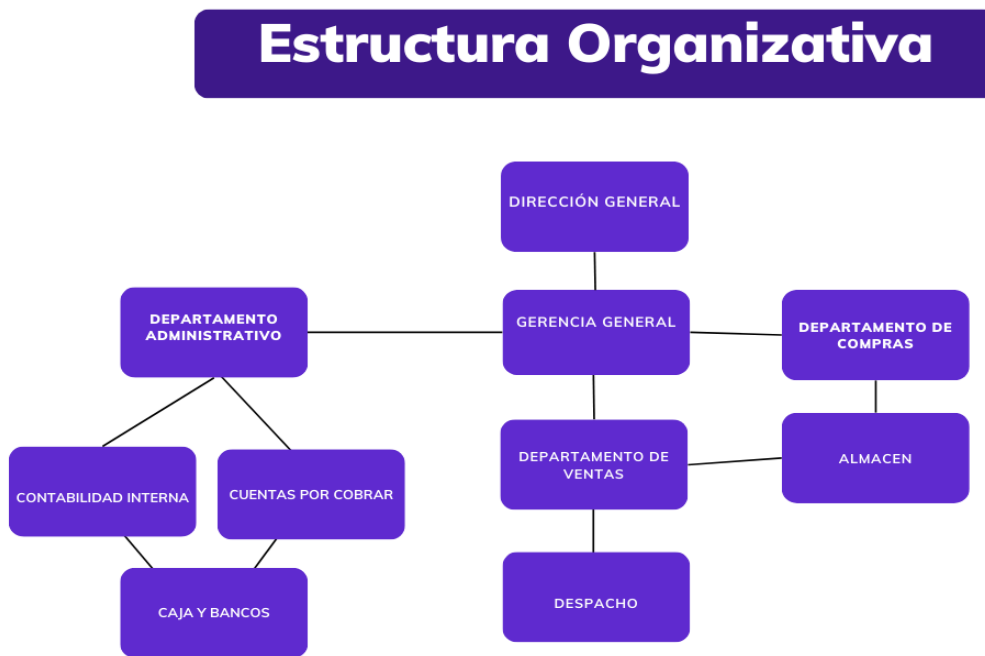 Estructura Organizativa
DIRECCIÓN GENERAL
DEPARTAMENTO
ADMINISTRATIVO
GERENCIA GENERAL
DEPARTAMENTO DE
COMPRAS
CONTABILIDAD INTERNA
CUENTAS POR COBRAR
DEPARTAMENTO DE
VENTAS
ALMACEN
CAJA Y BANCOS
DESPACHO